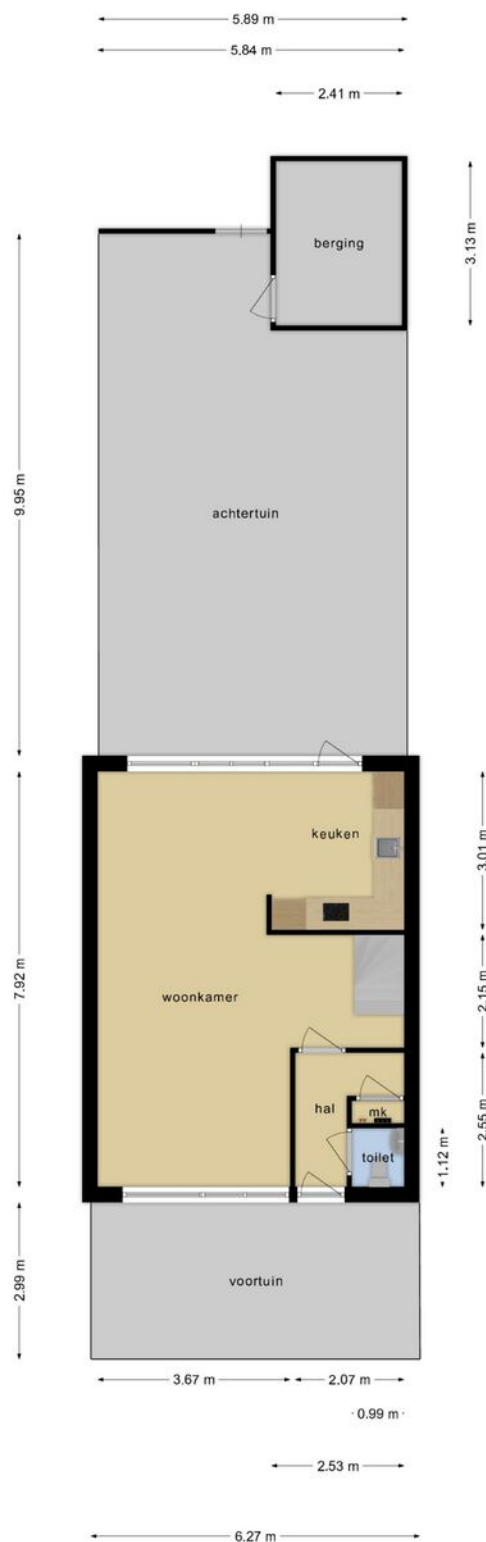 5.89 m
5.84 m
2.41 m
berging
3.13 m
9.95 m
achtertuin
keuken
3.01 m
7.92 m
woonkamer
2.15 m
hal
mk
2.55 m
toilet
1.12 m
2.99 m
voortuin
3.67 m
2.07 m
0.99 m
2.53 m
6.27 m